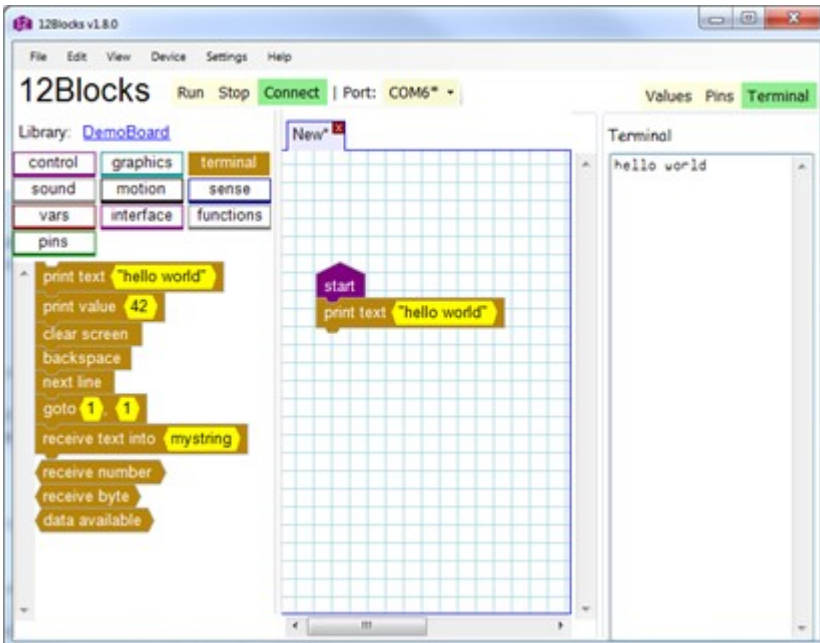 12Blocks v1.8.0
File Edit View Device Settings Help
12Blocks Run Stop Connect | Port: COM6*
Values Pins Terminal
Library: DemoBoard
control graphics terminal
sound motion sense
vars interface functions
pins
print text "hello world"
print value 42
clear screen
backspace
next line
goto 1, 1
receive text into mystring
receive number
receive byte
data available
New*
start
print text "hello world"
Terminal
hello world